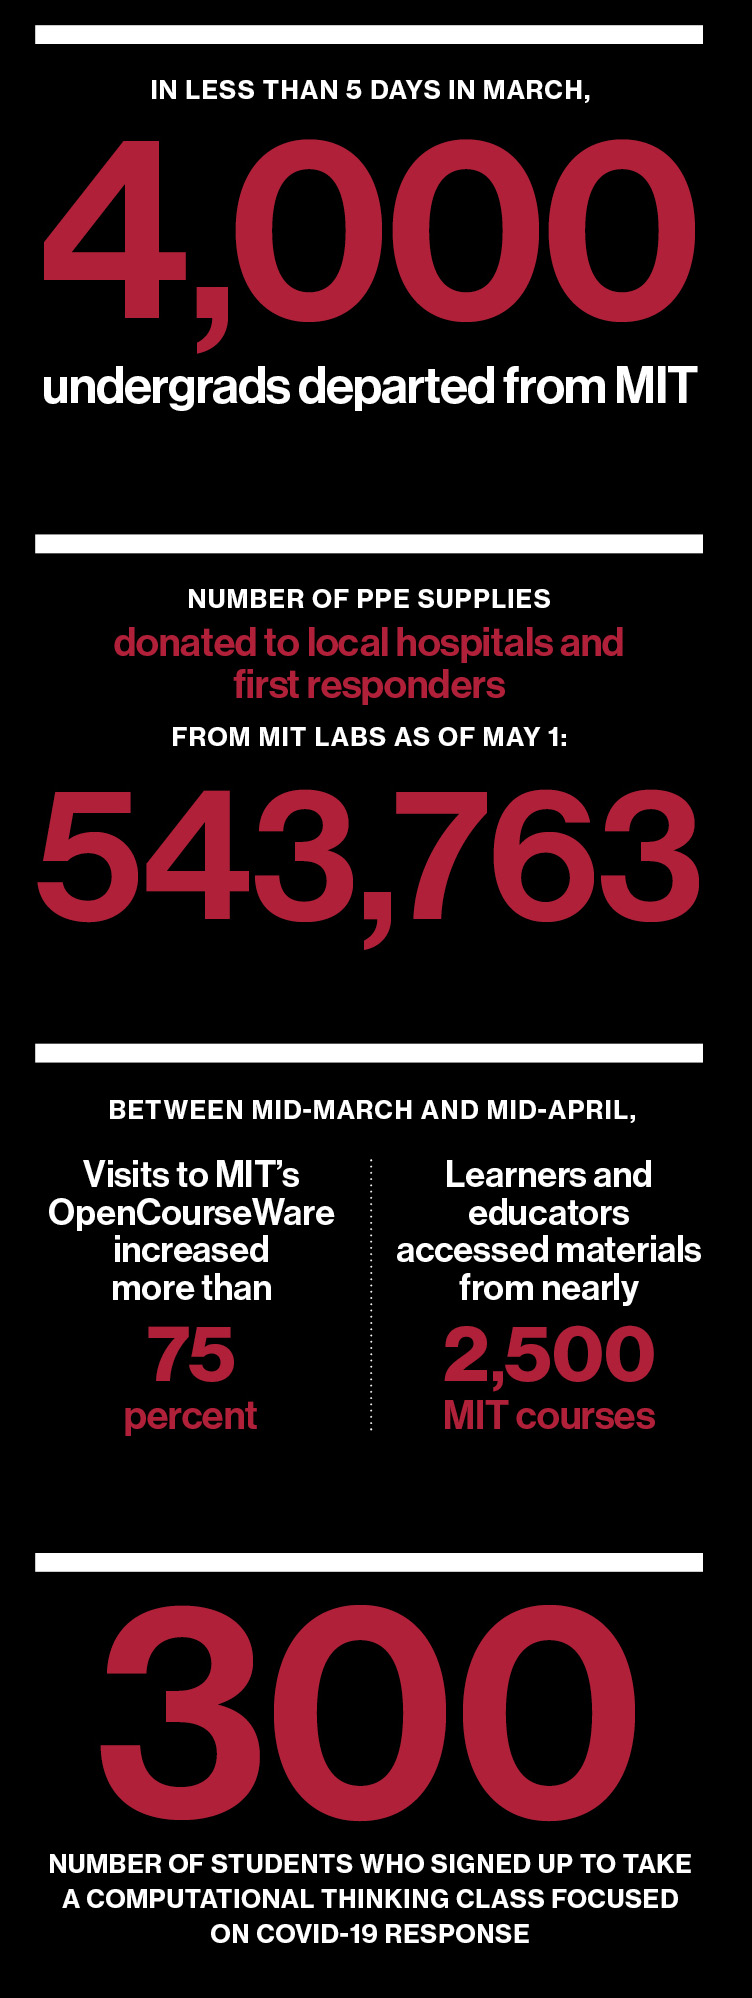 IN LESS THAN 5 DAYS IN MARCH,
4,000
undergrads departed from MIT
NUMBER OF PPE SUPPLIES
donated to local hospitals and
first responders
FROM MIT LABS AS OF MAY 1:
543,763
BETWEEN MID-MARCH AND MID-APRIL,
Visits to MIT’s
OpenCourseWare
increased
more than
75
percent
Learners and
educators
accessed materials
from nearly
2,500
MIT courses
300
NUMBER OF STUDENTS WHO SIGNED UP TO TAKE
A COMPUTATIONAL THINKING CLASS FOCUSED
ON COVID-19 RESPONSE